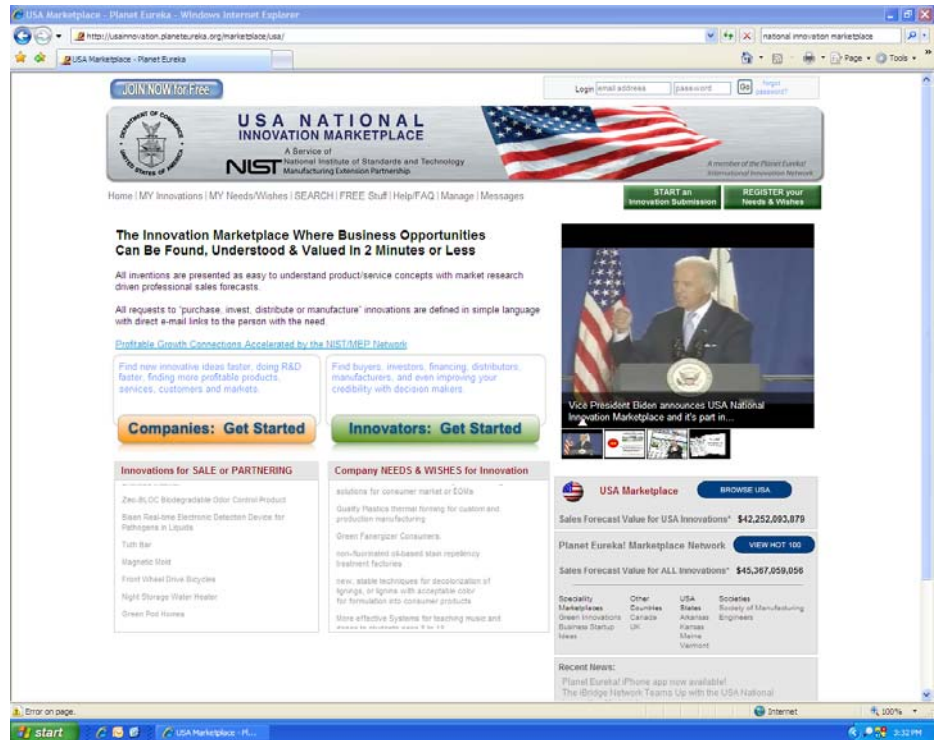 USA Marketplace - Planet Eureka - Windows Internet Explorer
http://usainnovation.planeteureka.org/marketplace/usa/
national innovation marketplace
USA Marketplace - Planet Eureka
Page
Tools
JOIN NOW for Free
Login
email address
password
Go
forgot
password?
DEPARTMENT OF COMMERCE
UNITED STATES OF AMERICA
USA NATIONAL
INNOVATION MARKETPLACE
A Service of
NIST National Institute of Standards and Technology
Manufacturing Extension Partnership
A member of the Planet Eureka!
International Innovation Network
Home | MY Innovations | MY Needs/Wishes | SEARCH | FREE Stuff | Help/FAQ | Manage | Messages
START an
Innovation Submission
REGISTER your
Needs & Wishes
The Innovation Marketplace Where Business Opportunities
Can Be Found, Understood & Valued In 2 Minutes or Less
All inventions are presented as easy to understand product/service concepts with market research
driven professional sales forecasts.
All requests to "purchase, invest, distribute or manufacture" innovations are defined in simple language
with direct e-mail links to the person with the need
Profitable Growth Connections Accelerated by the NIST/MEP Network
Find new innovative ideas faster, doing R&D
faster, finding more profitable products,
services, customers and markets.
Companies: Get Started
Find buyers, investors, financing, distributors,
manufacturers, and even improving your
credibility with decision makers.
Innovators: Get Started
Vice President Biden announces USA National
Innovation Marketplace and it's part in...
Innovations for SALE or PARTNERING
Zeo-BLOC Biodegradable Odor Control Product
Real-time Electronic Detection Device for
Pathogens in Liquids
Tuth Bar
Magnetic Mold
Front Wheel Drive Bicycles
Night Storage Water Heater
Green Pod Homes
Company NEEDS & WISHES for Innovation
solutions for consumer market or EOMs
Quality Plastics thermal forming for custom and
production manufacturing
Green Fanergizer Consumers.
non-fluorinated oil-based stain repellency
treatment factories
new, stable techniques for decolorization of
lignings, or lignins with acceptable color
for formulation into consumer products
More effective Systems for teaching music and
USA Marketplace
BROWSE USA
Sales Forecast Value for USA Innovations* $42,252,093,879
Planet Eureka! Marketplace Network
VIEW HOT 100
Sales Forecast Value for ALL Innovations* $45,367,059,056
Speciality
Marketplaces
Green Innovations
Business Startup
Ideas
Other
Countries
Canada
UK
USA
States
Arkansas
Kansas
Maine
Vermont
Societies
Society of Manufacturing
Engineers
Recent News:
Planet Eureka! iPhone app now available!
The iBridge Network Teams Up with the USA National
Error on page.
Internet
100%
start
USA Marketplace - Pl...
3:32 PM